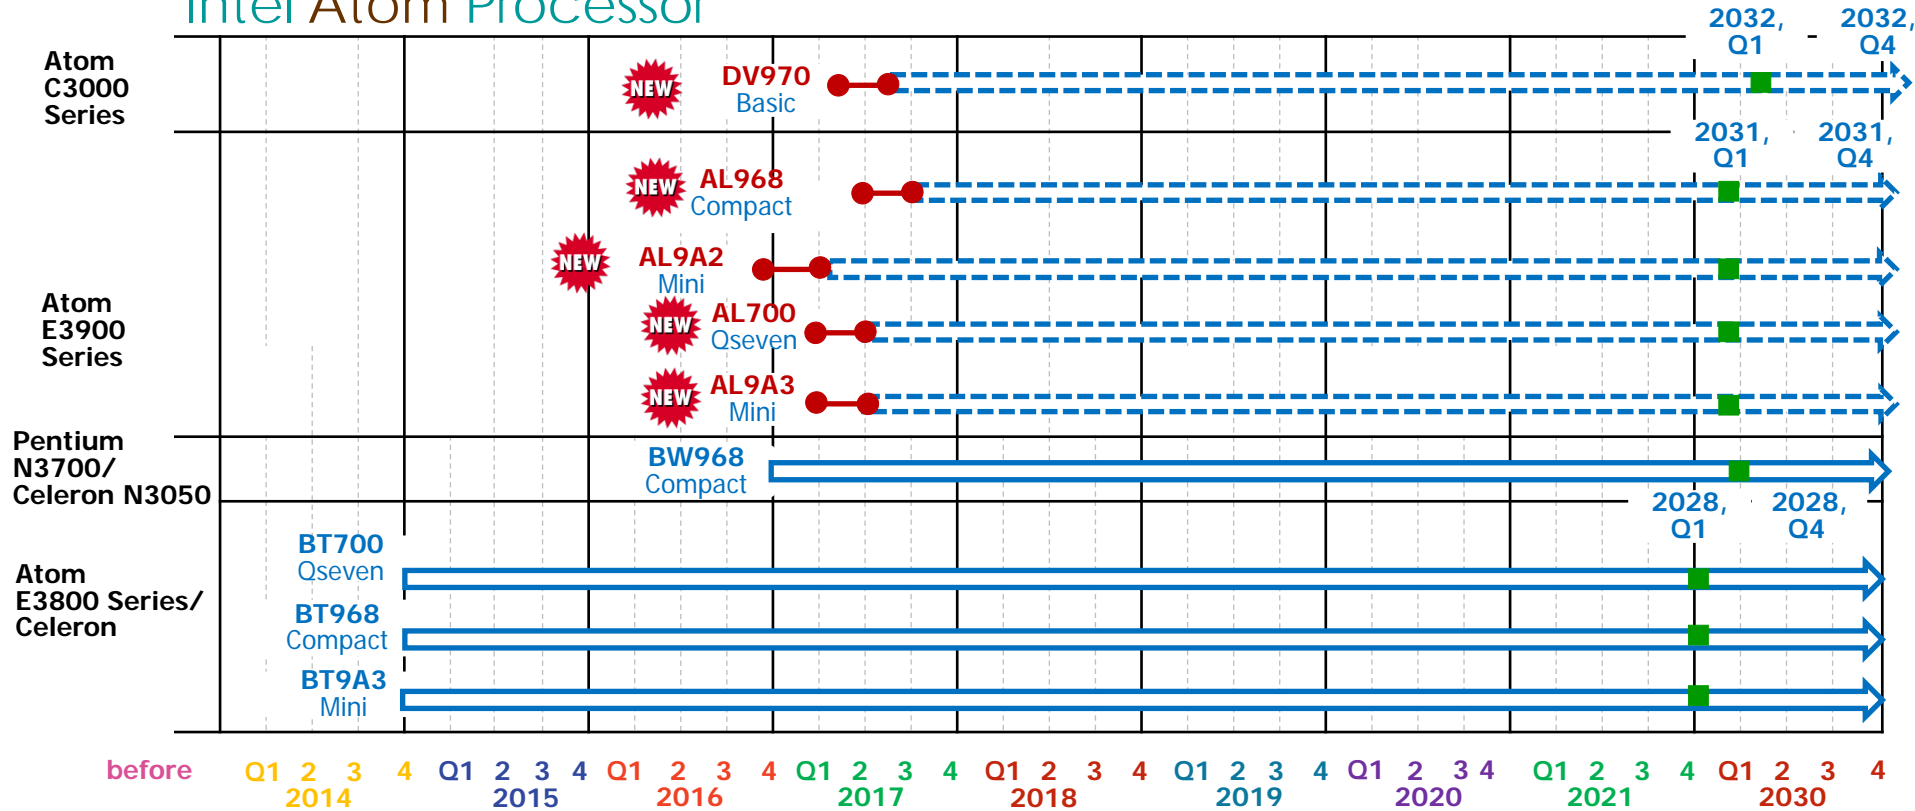 Intel Atom Processor
2032,
Q1
2032,
Q4
Atom
C3000
Series
NEW
DV970
Basic
2031,
Q1
2031,
Q4
Atom
E3900
Series
NEW
AL968
Compact
NEW
AL9A2
Mini
NEW
AL700
Qseven
NEW
AL9A3
Mini
Pentium
N3700/
Celeron N3050
BW968
Compact
2028,
Q1
2028,
Q4
Atom
E3800 Series/
Celeron
BT700
Qseven
BT968
Compact
BT9A3
Mini
before Q1 2 3 4 Q1 2 3 4 Q1 2 3 4 Q1 2 3 4 Q1 2 3 4 Q1 2 3 4 Q1 2 3 4 Q1 2 3 4 Q1 2 3 4
2014 2015 2016 2017 2018 2019 2020 2021 2030